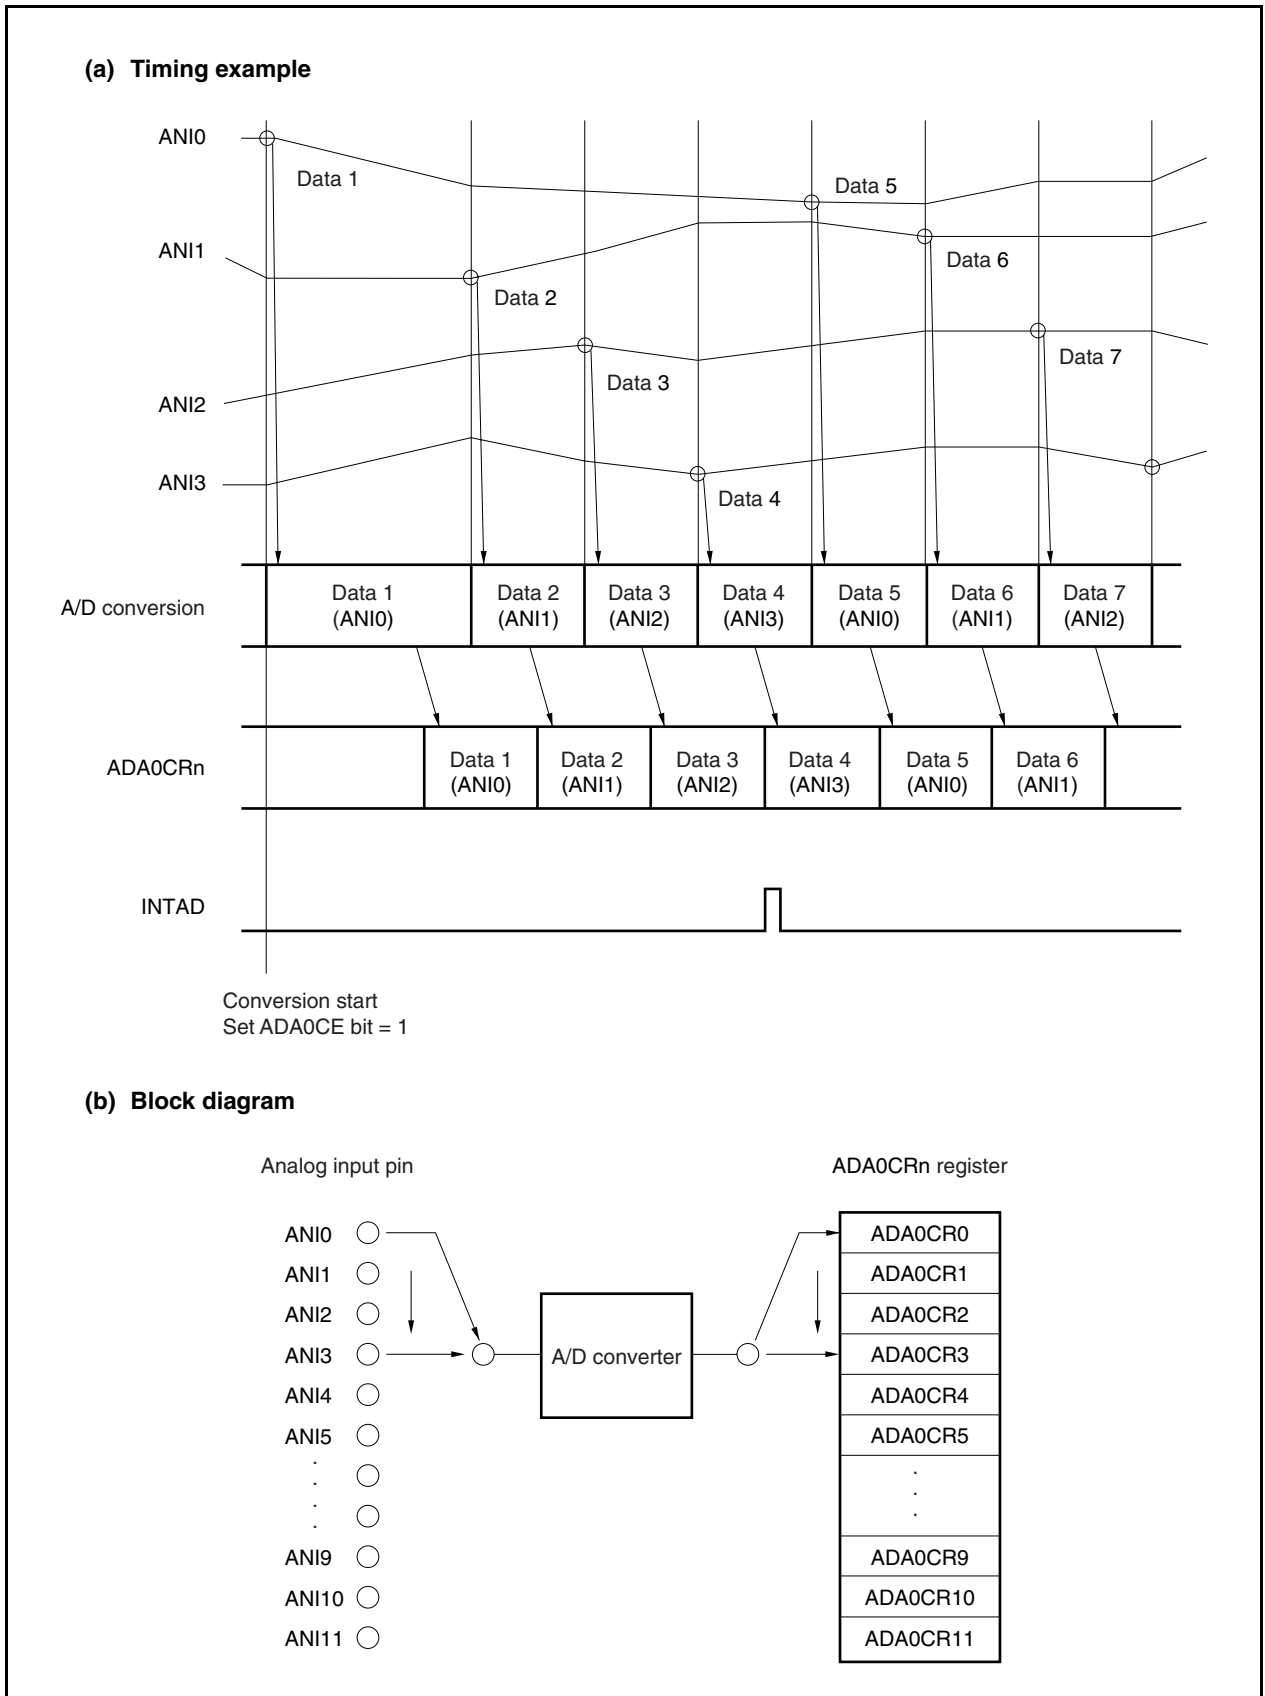 (a) Timing example
ANI0
Data 1
Data 5
ANI1
Data 6
Data 2
Data 7
Data 3
ANI2
ANI3
Data 4
A/D conversion
Data 1
(ANI0)
Data 2
(ANI1)
Data 3
(ANI2)
Data 4
(ANI3)
Data 5
(ANI0)
Data 6
(ANI1)
Data 7
(ANI2)
ADA0CRn
Data 1
(ANI0)
Data 2
(ANI1)
Data 3
(ANI2)
Data 4
(ANI3)
Data 5
(ANI0)
Data 6
(ANI1)
INTAD
Conversion start
Set ADA0CE bit = 1
(b) Block diagram
Analog input pin
ANI0
ANI1
ANI2
ANI3
ANI4
ANI5
.
.
.
.
ANI9
ANI10
ANI11
A/D converter
ADA0CRn register
ADA0CR0
ADA0CR1
ADA0CR2
ADA0CR3
ADA0CR4
ADA0CR5
.
.
.
ADA0CR9
ADA0CR10
ADA0CR11